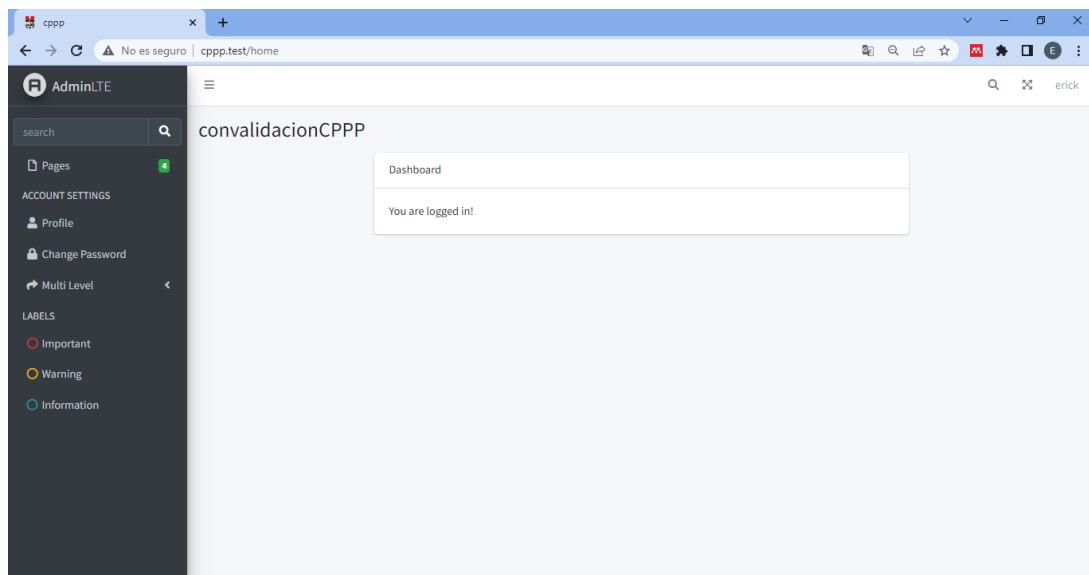 cppp
No es seguro | cppp.test/home
E
AdminLTE
erick
search
convalidacionCPPP
Pages 4
Dashboard
ACCOUNT SETTINGS
You are logged in!
Profile
Change Password
Multi Level
LABELS
Important
Warning
Information